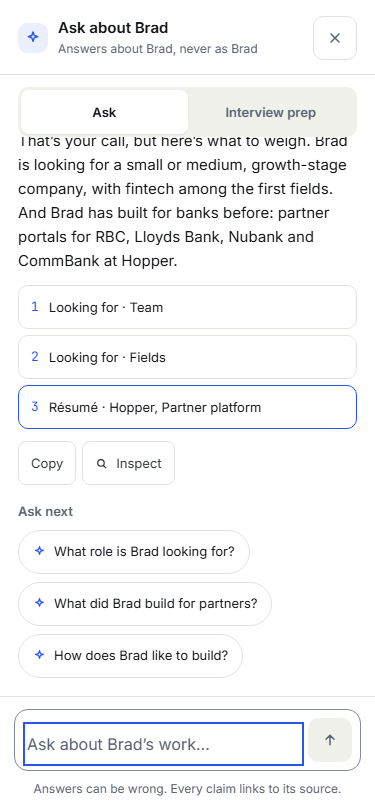 Ask about Brad
Answers about Brad, never as Brad
Ask
Interview prep
That's your call, but here's what to weigh. Brad
is looking for a small or medium, growth-stage
company, with fintech among the first fields.
And Brad has built for banks before: partner
portals for RBC, Lloyds Bank, Nubank and
CommBank at Hopper.
1 Looking for · Team
2 Looking for · Fields
3 Résumé · Hopper, Partner platform
Copy
Inspect
Ask next
What role is Brad looking for?
What did Brad build for partners?
How does Brad like to build?
Ask about Brad's work...
Answers can be wrong. Every claim links to its source.